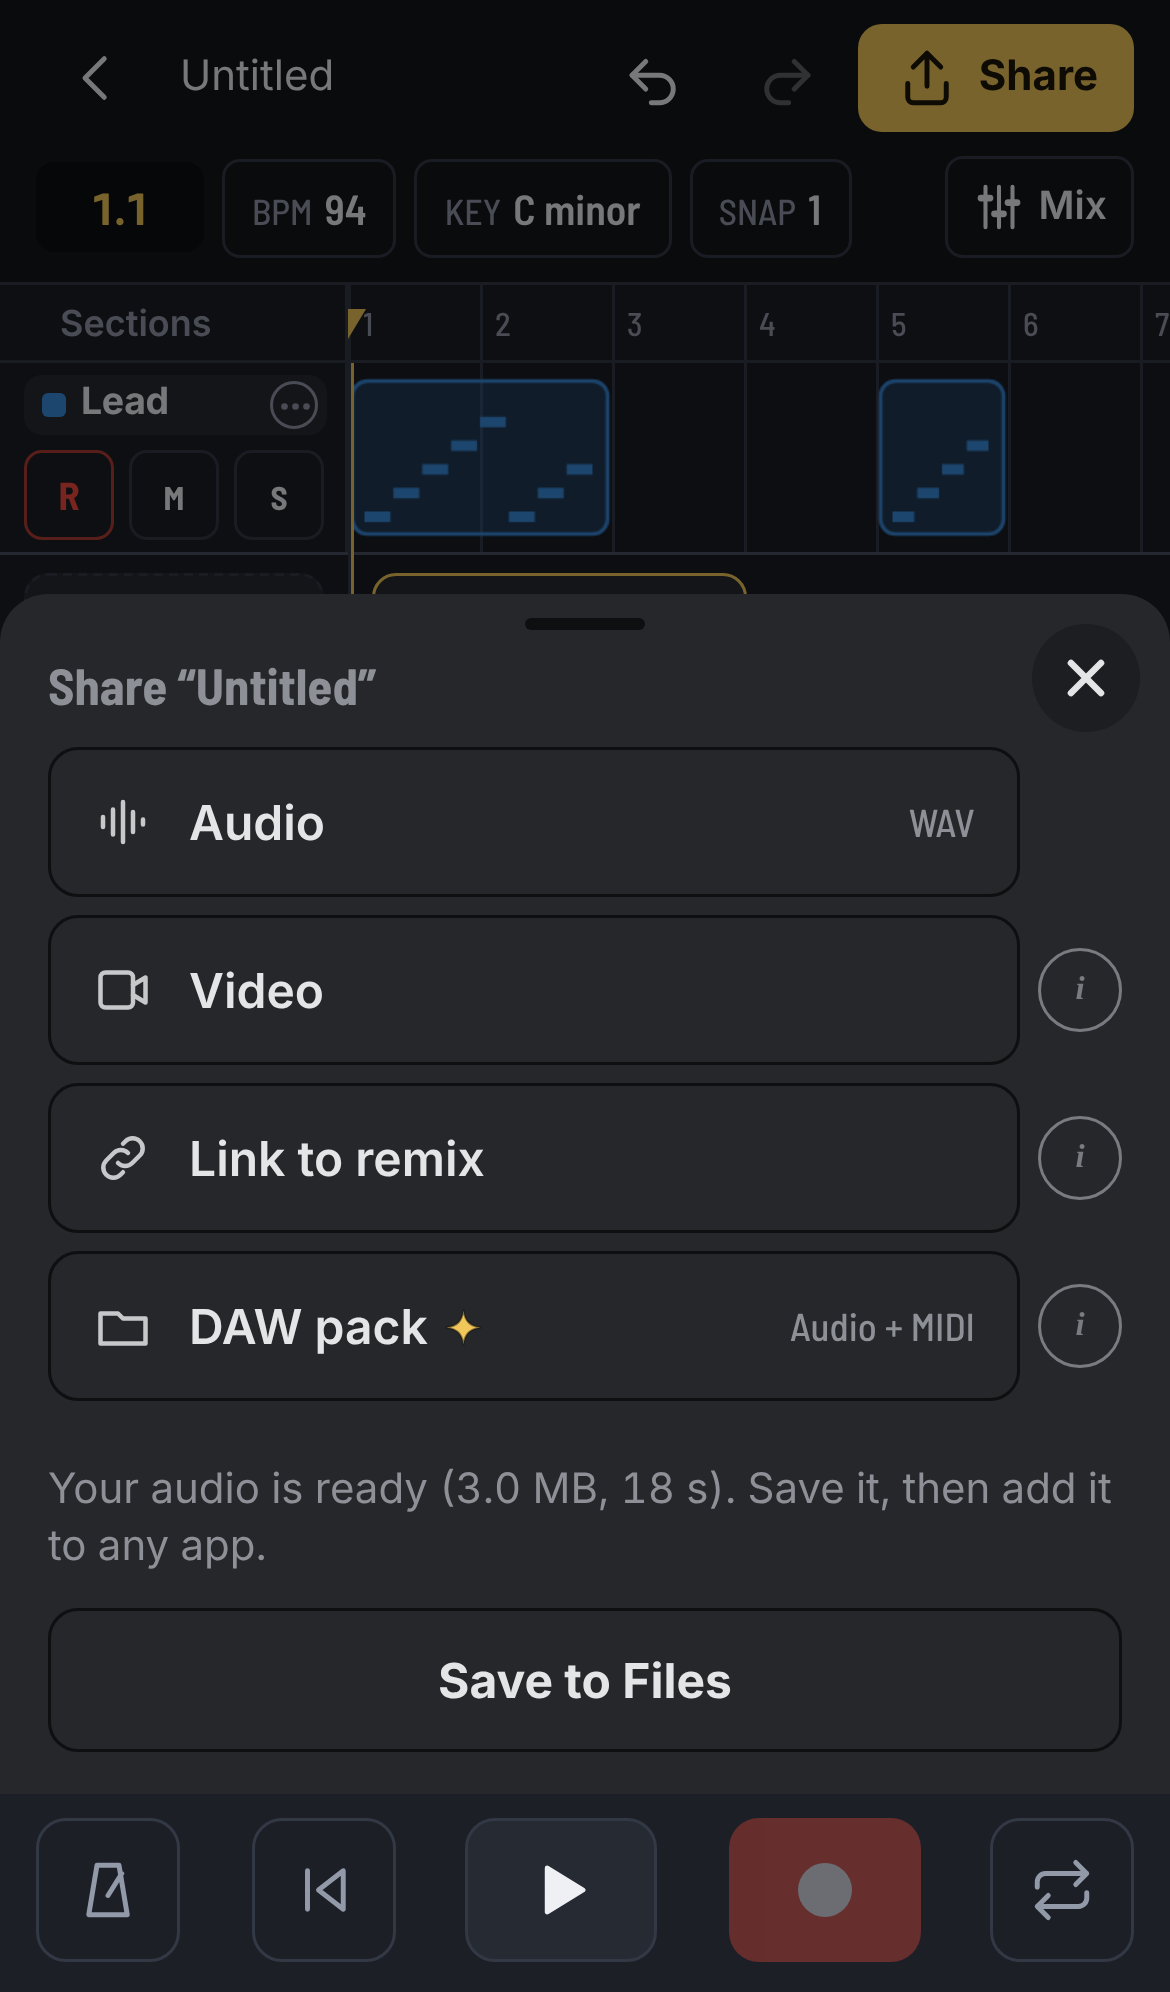 Untitled
Share
1.1
BPM 94
KEY C minor
SNAP 1
Mix
Sections
1 2 3 4 5 6 7
Lead
R M S
Share “Untitled”
Audio WAV
Video i
Link to remix i
DAW pack Audio + MIDI i
Your audio is ready (3.0 MB, 18 s). Save it, then add it
to any app.
Save to Files